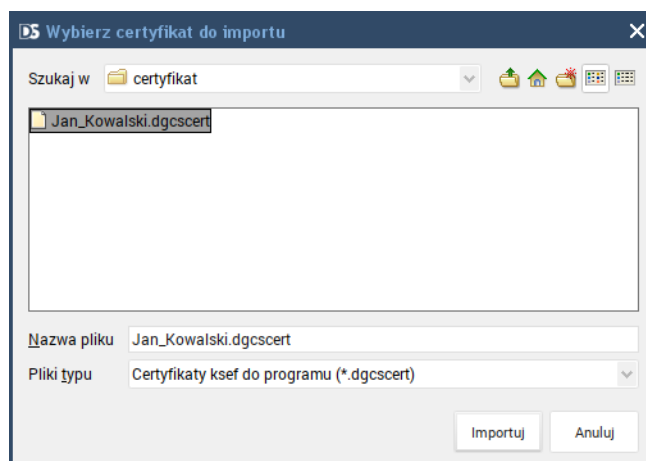 DS Wybierz certyfikat do importu
Szukaj w certyfikat
Jan_Kowalski.dgcscert
Nazwa pliku Jan_Kowalski.dgcscert
Pliki typu Certyfikaty ksef do programu (*.dgcscert)
Importuj Anuluj